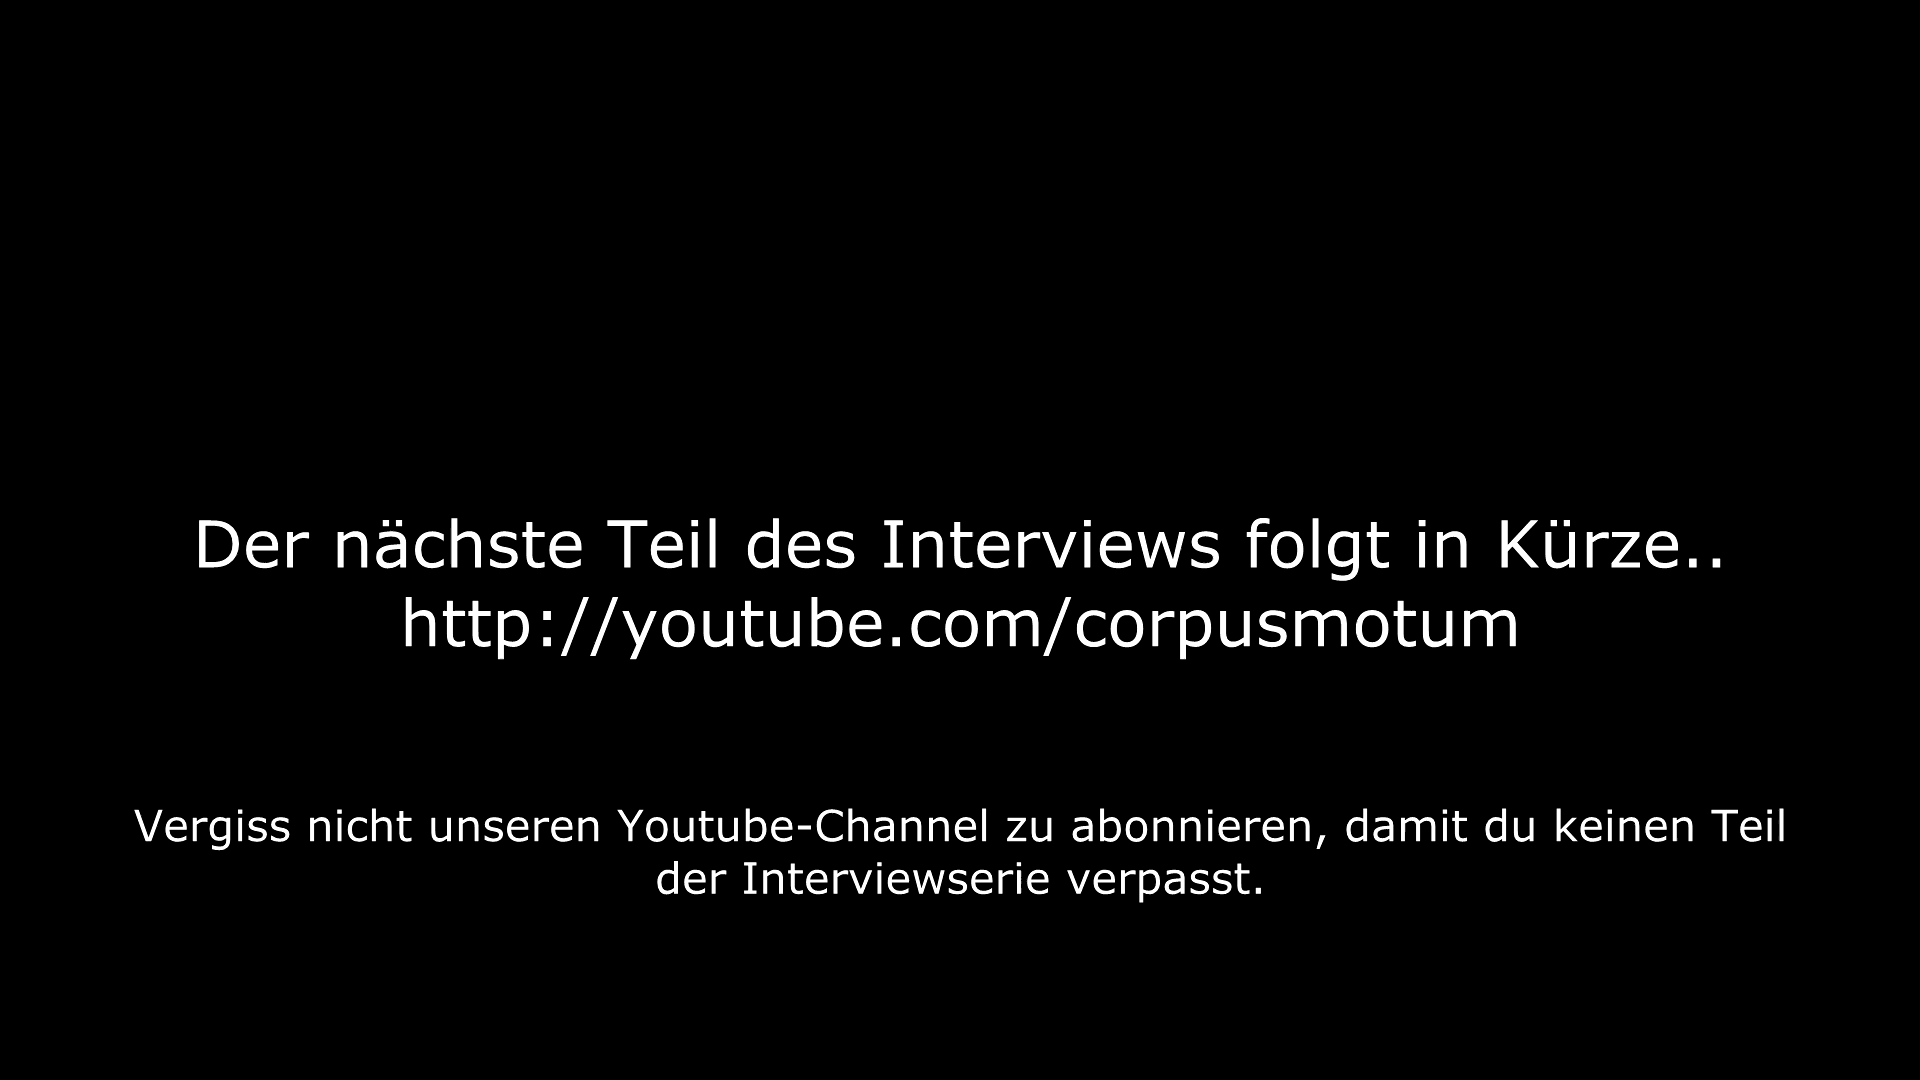 Der nächste Teil des Interviews folgt in Kürze..
http://youtube.com/corpusmotum
Vergiss nicht unseren Youtube-Channel zu abonnieren, damit du keinen Teil
der Interviewserie verpasst.